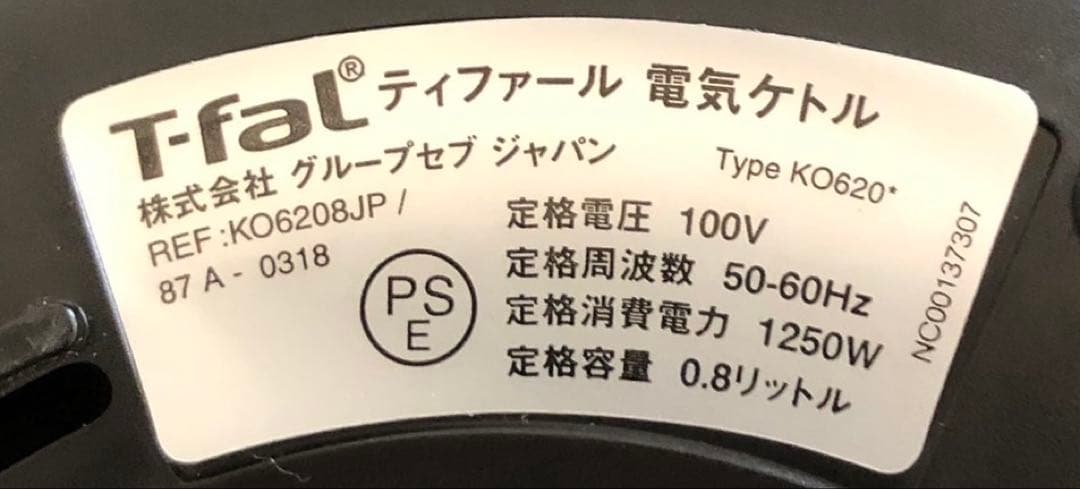 T-fal® ティファール 電気ケトル
株式会社 グループセブ ジャパン
Type KO620*
REF :KO6208JP /
87 A - 0318
PS
E
定格電圧 100V
定格周波数 50-60Hz
定格消費電力 1250W
定格容量 0.8リットル
NC00137307